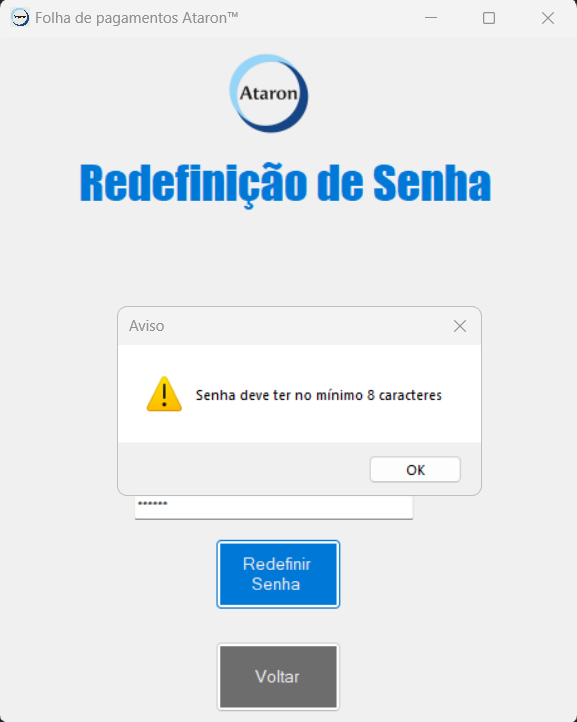 Folha de pagamentos Ataron™
Ataron
Redefinição de Senha
Aviso
Senha deve ter no mínimo 8 caracteres
OK
******
Redefinir
Senha
Voltar